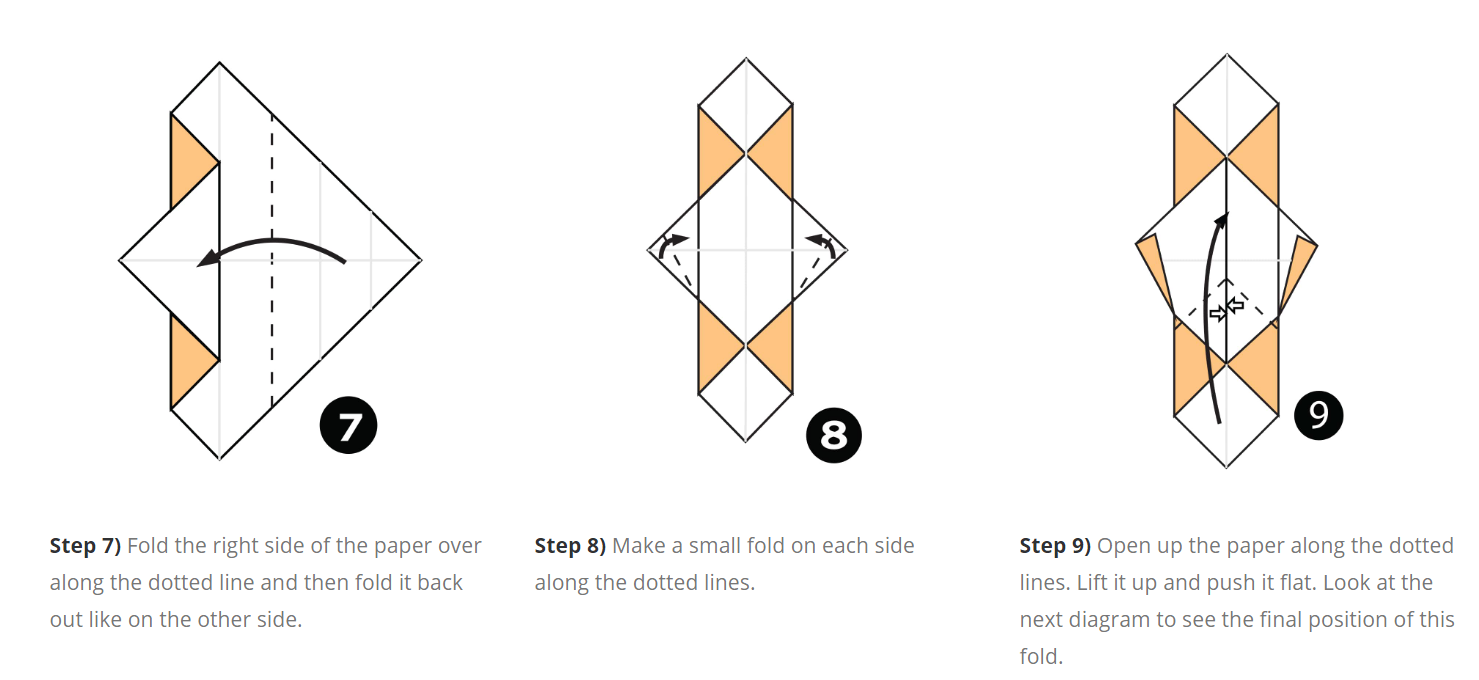 7
8
9
Step 7) Fold the right side of the paper over
along the dotted line and then fold it back
out like on the other side.
Step 8) Make a small fold on each side
along the dotted lines.
Step 9) Open up the paper along the dotted
lines. Lift it up and push it flat. Look at the
next diagram to see the final position of this
fold.